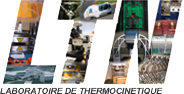 LTN
LABORATOIRE DE THERMOCINETIQUE